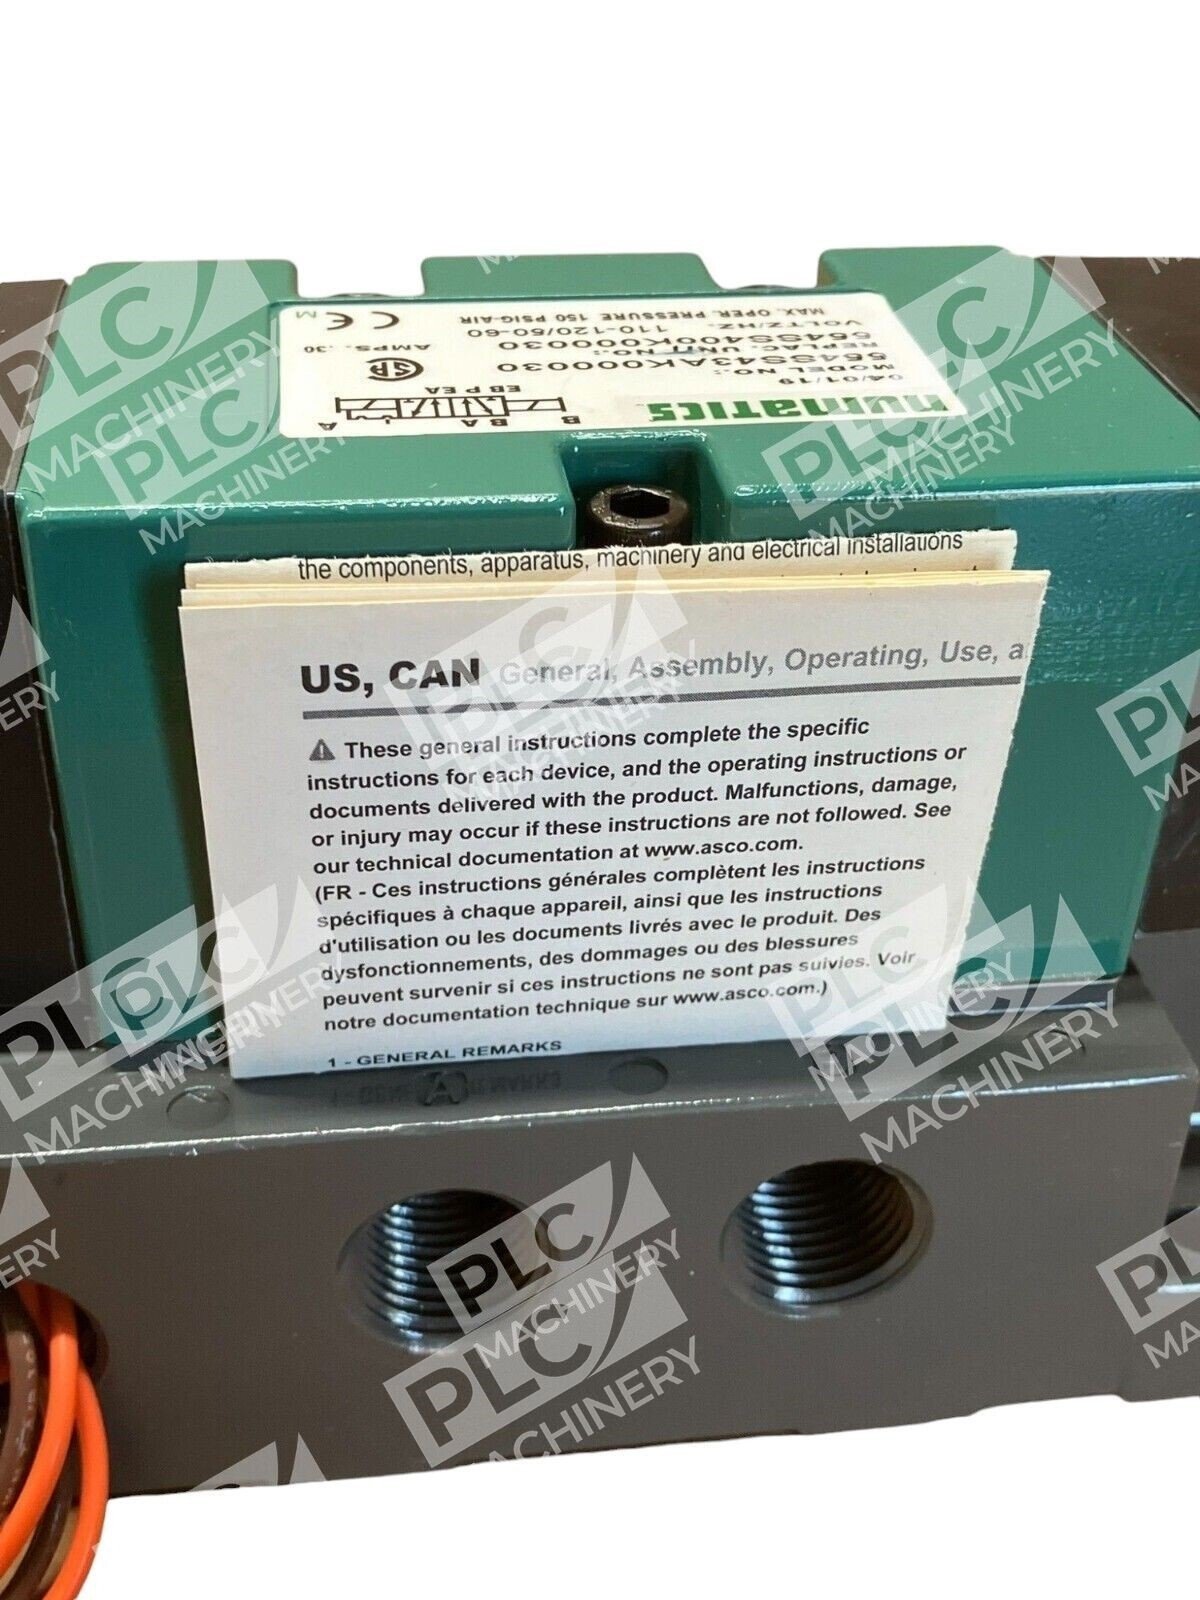 numatics
04/01/19
MODEL NO.:
554SS43AK000030
REPLAC. UNIT NO.:
554SS400K000030
VOLTZ/HZ. 110-120/50-60
AMPS. .30
MAX. OPER. PRESSURE 150 PSIG-AIR
CE
M
SA
B
B A
A
EB P EA
the components, apparatus, machinery and electrical installations
US, CAN General, Assembly, Operating, Use, a
These general instructions complete the specific
instructions for each device, and the operating instructions or
documents delivered with the product. Malfunctions, damage,
or injury may occur if these instructions are not followed. See
our technical documentation at www.asco.com.
(FR - Ces instructions générales complètent les instructions
spécifiques à chaque appareil, ainsi que les instructions
d'utilisation ou les documents livrés avec le produit. Des
dysfonctionnements, des dommages ou des blessures
peuvent survenir si ces instructions ne sont pas suivies. Voir
notre documentation technique sur www.asco.com.)
1 - GENERAL REMARKS
A
PLC
MACHINERY